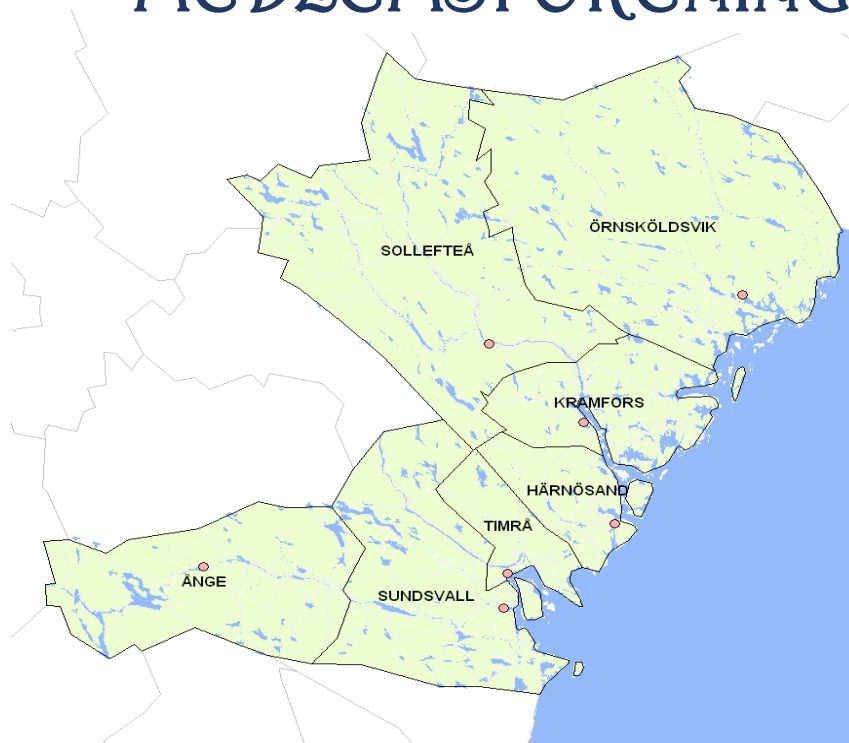 ÖRNSKÖLDSVIK
SOLLEFTEÅ
KRAMFORS
HÄRNÖSAND
TIMRÅ
ÅNGE
SUNDSVALL